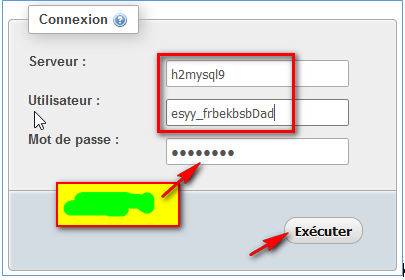 Connexion
Serveur :
h2mysql9
Utilisateur :
esyy_frbekbsbDad
Mot de passe :
••••••••
Exécuter